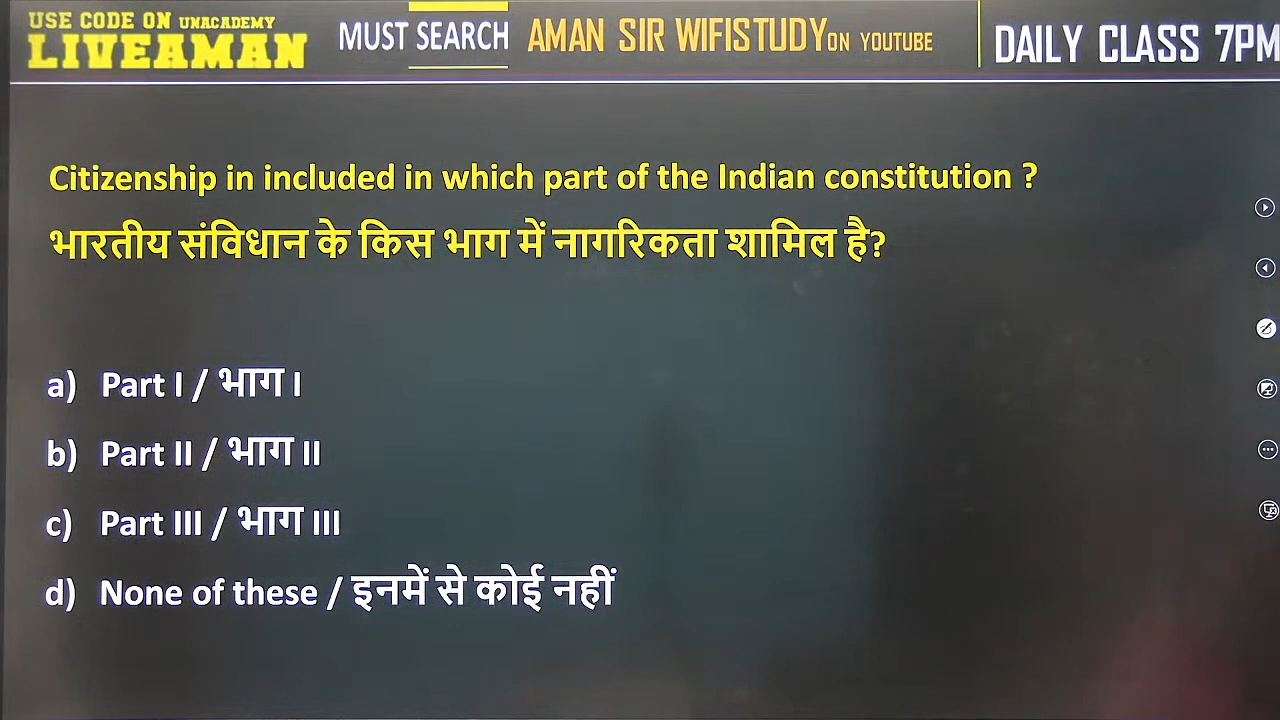 USE CODE ON UNACADEMY
LIVEAMAN
MUST SEARCH AMAN SIR WIFISTUDY ON YOUTUBE
DAILY CLASS 7PM
Citizenship in included in which part of the Indian constitution ?
भारतीय संविधान के किस भाग में नागरिकता शामिल है?
a) Part I / भाग I
b) Part II / भाग II
c) Part III / भाग III
d) None of these / इनमें से कोई नहीं